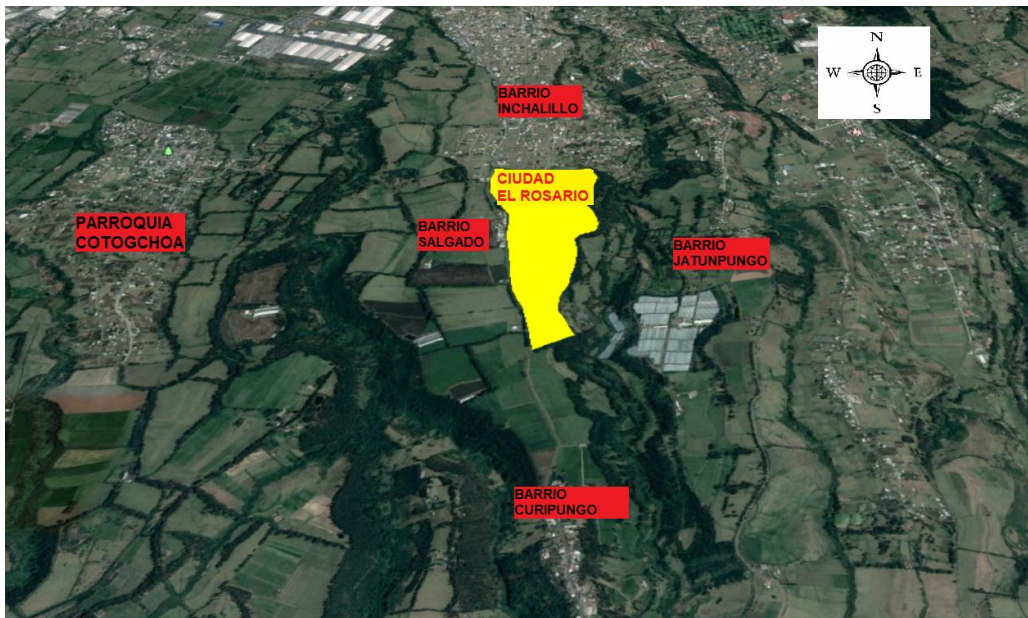 N
W E
S
BARRIO
INCHALILLO
CIUDAD
EL ROSARIO
PARROQUIA
COTOGCHOA
BARRIO
SALGADO
BARRIO
JATUNPUNGO
BARRIO
CURIPUNGO